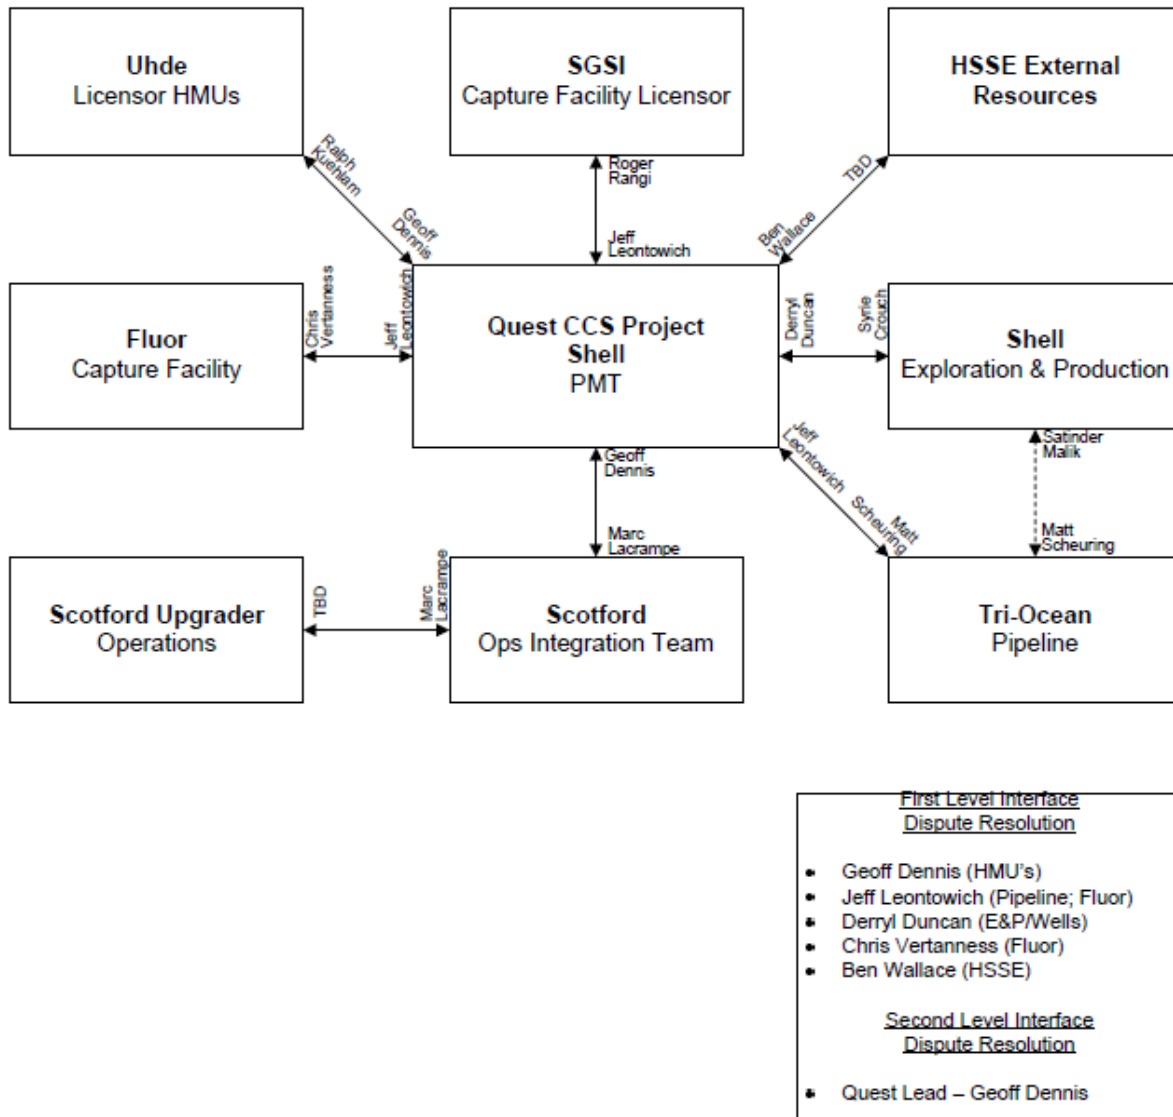 Uhde
Licensor HMUs
SGSI
Capture Facility Licensor
HSSE External
Resources
Ralph
Kuehlam
Geoff
Dennis
Roger
Rangi
Jeff
Leontowich
TBD
Ben
Wallace
Fluor
Capture Facility
Chris
Vertanness
Jeff
Leontowich
Quest CCS Project
Shell
PMT
Derryl
Duncan
Syrie
Crouch
Shell
Exploration & Production
Geoff
Dennis
Marc
Lacrampe
Jeff
Leontowich
Matt
Scheuring
Satinder
Malik
Matt
Scheuring
Scotford Upgrader
Operations
TBD
Marc
Lacrampe
Scotford
Ops Integration Team
Tri-Ocean
Pipeline
First Level Interface
Dispute Resolution
• Geoff Dennis (HMU's)
• Jeff Leontowich (Pipeline; Fluor)
• Derryl Duncan (E&P/Wells)
• Chris Vertanness (Fluor)
• Ben Wallace (HSSE)
Second Level Interface
Dispute Resolution
• Quest Lead – Geoff Dennis